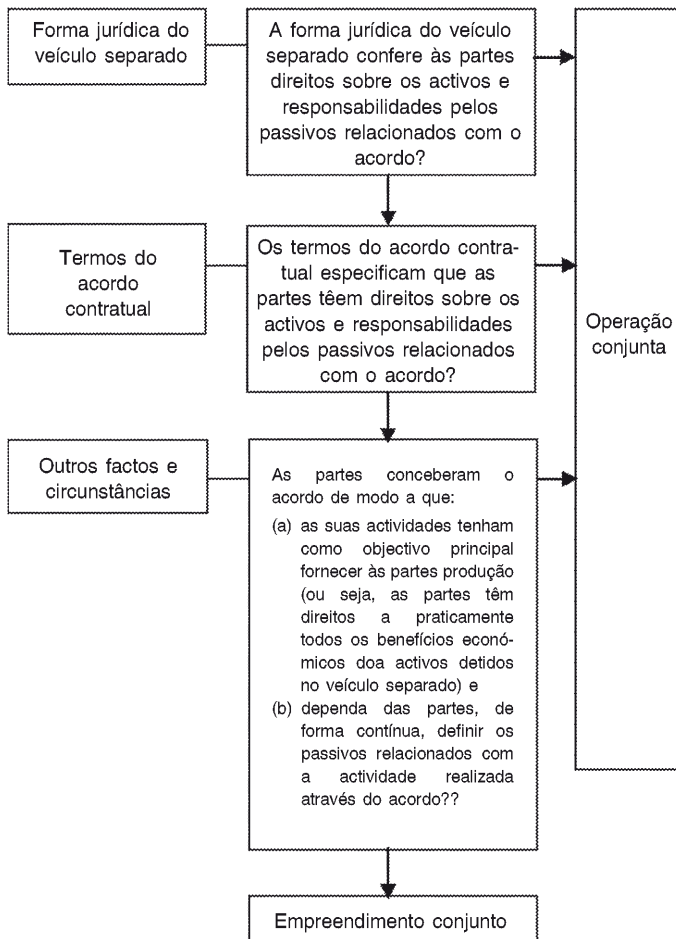 Forma jurídica do
veículo separado
A forma jurídica do veículo
separado confere às partes
direitos sobre os activos e
responsabilidades pelos
passivos relacionados com o
acordo?
Termos do
acordo
contratual
Os termos do acordo contra-
tual especificam que as
partes têem direitos sobre os
activos e responsabilidades
pelos passivos relacionados
com o acordo?
Operação
conjunta
Outros factos e
circunstâncias
As partes conceberam o
acordo de modo a que:
(a) as suas actividades tenham
como objectivo principal
fornecer às partes produção
(ou seja, as partes têm
direitos a praticamente
todos os benefícios econó-
micos doa activos detidos
no veículo separado) e
(b) dependa das partes, de
forma contínua, definir os
passivos relacionados com
a actividade realizada
através do acordo??
Empreendimento conjunto